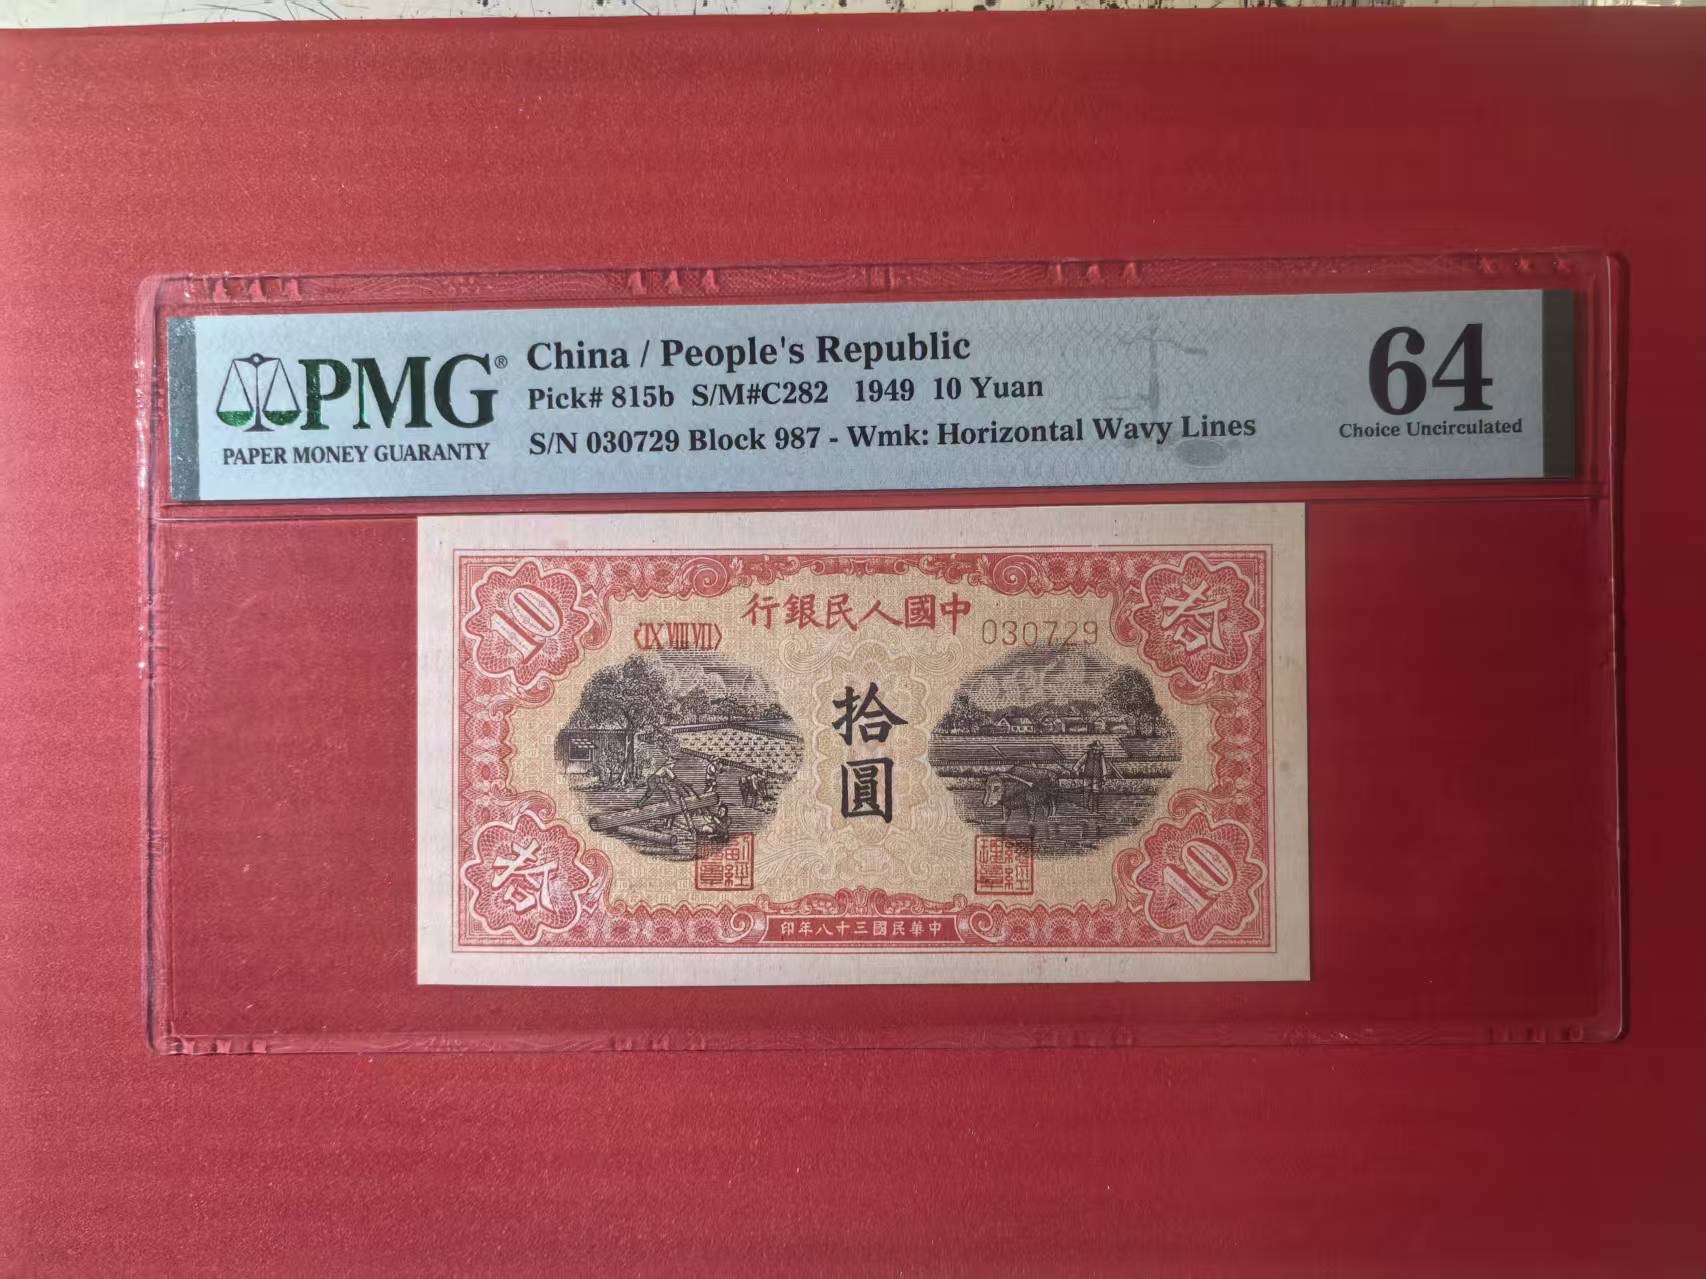 PMG®
PAPER MONEY GUARANTY
China / People's Republic
Pick# 815b S/M#C282 1949 10 Yuan
S/N 030729 Block 987 - Wmk: Horizontal Wavy Lines
64
Choice Uncirculated
行銀民人國中
〈IX VIII VII〉
030729
10
拾
拾
圓
拾
10
印年八十三國民華中